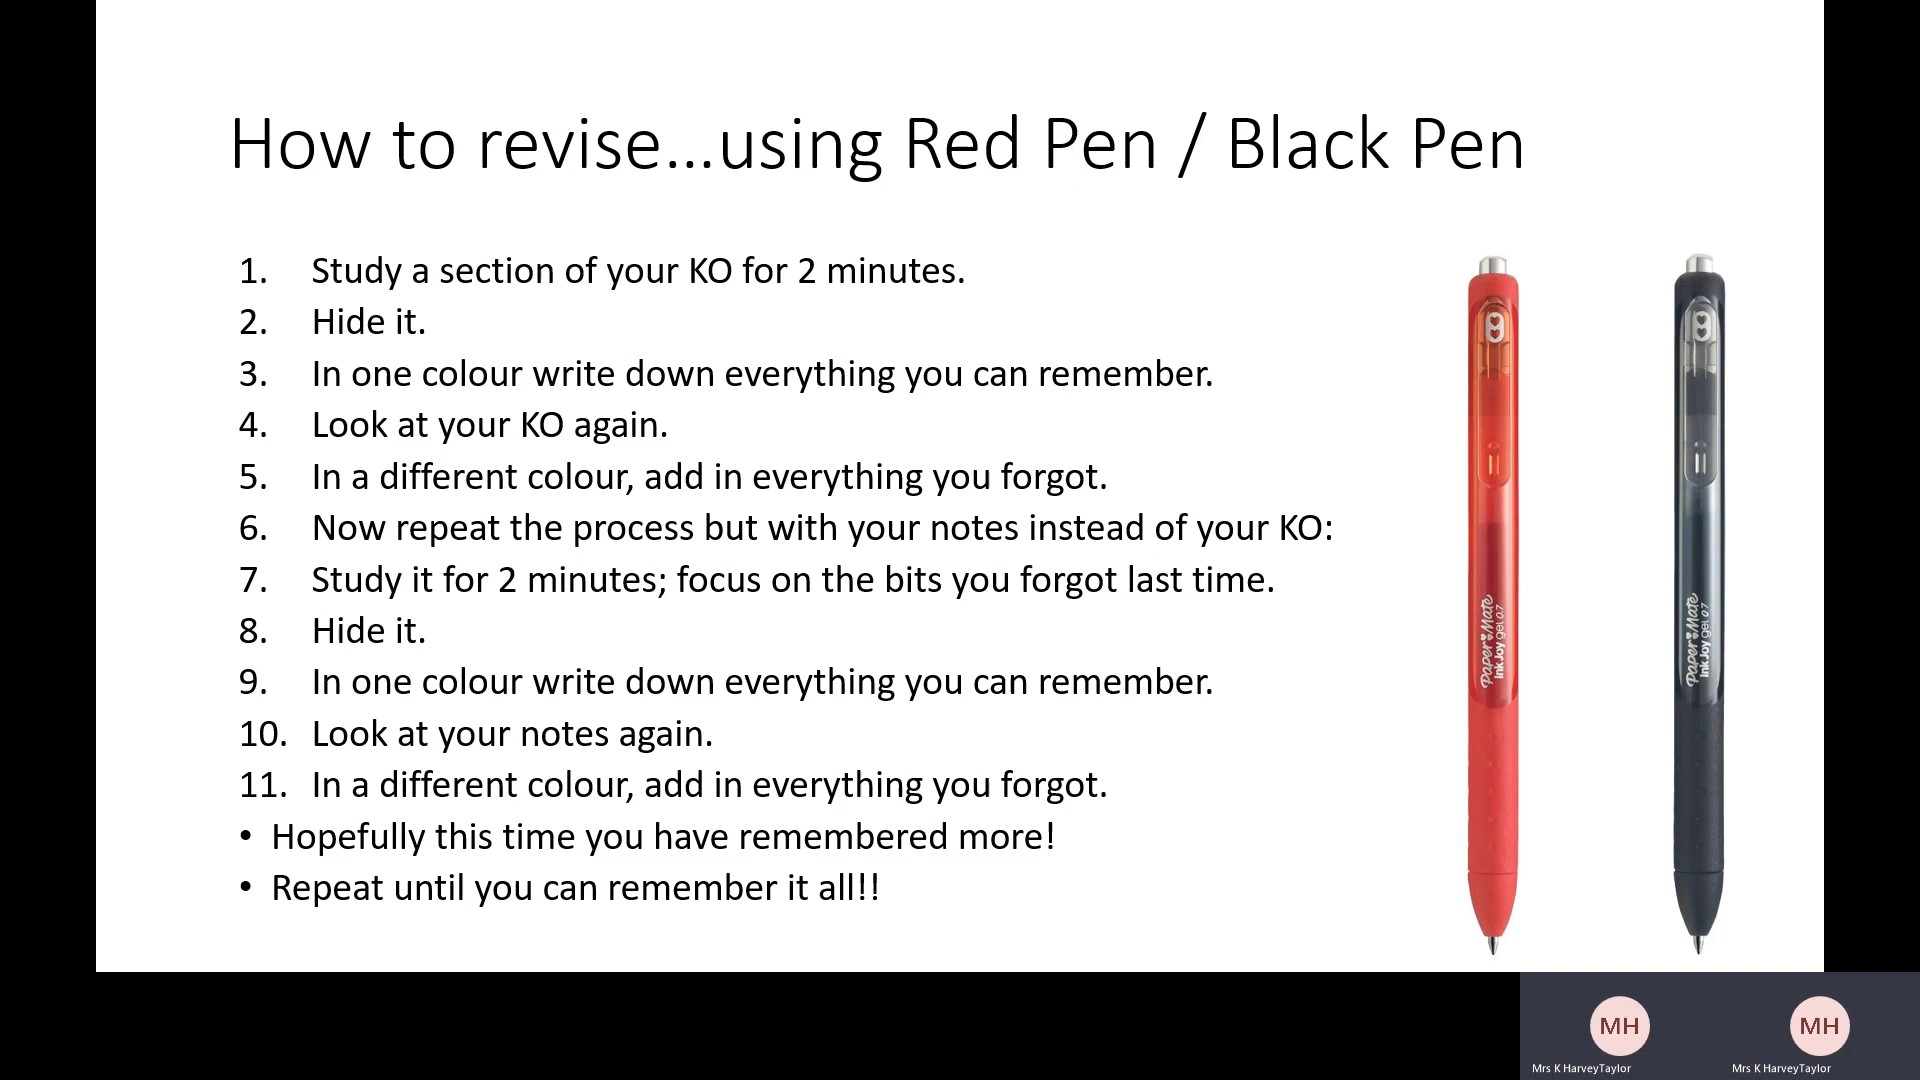 How to revise...using Red Pen / Black Pen
1. Study a section of your KO for 2 minutes.
2. Hide it.
3. In one colour write down everything you can remember.
4. Look at your KO again.
5. In a different colour, add in everything you forgot.
6. Now repeat the process but with your notes instead of your KO:
7. Study it for 2 minutes; focus on the bits you forgot last time.
8. Hide it.
9. In one colour write down everything you can remember.
10. Look at your notes again.
11. In a different colour, add in everything you forgot.
• Hopefully this time you have remembered more!
• Repeat until you can remember it all!!
Paper Mate
InkJoy gel 0.7
Paper Mate
InkJoy gel 0.7
MH
MH
Mrs K HarveyTaylor
Mrs K HarveyTaylor